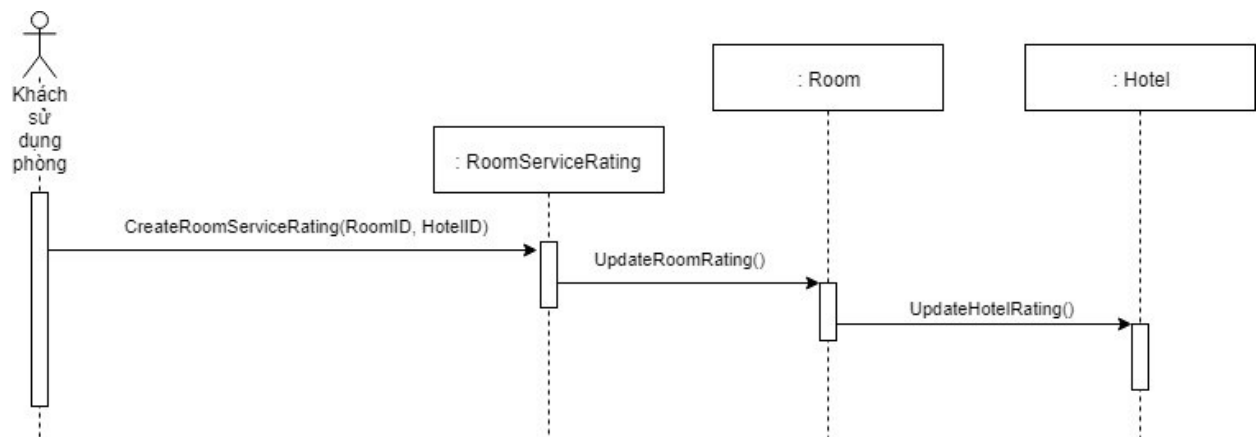 Khách
sử
dụng
phòng
: RoomServiceRating
: Room
: Hotel
CreateRoomServiceRating(RoomID, HotelID)
UpdateRoomRating()
UpdateHotelRating()